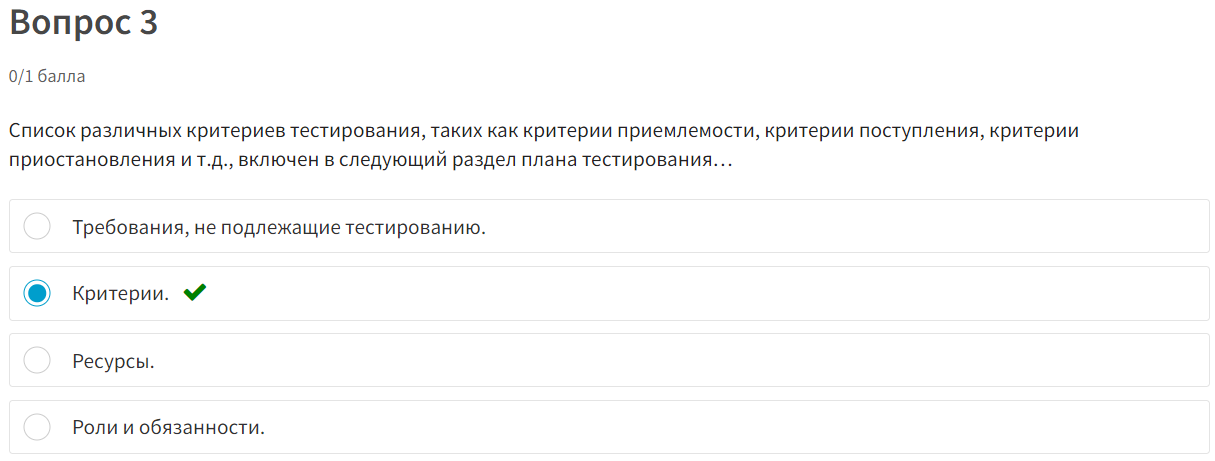 Вопрос 3
0/1 балла
Список различных критериев тестирования, таких как критерии приемлемости, критерии поступления, критерии
приостановления и т.д., включен в следующий раздел плана тестирования…
Требования, не подлежащие тестированию.
Критерии.
Ресурсы.
Роли и обязанности.